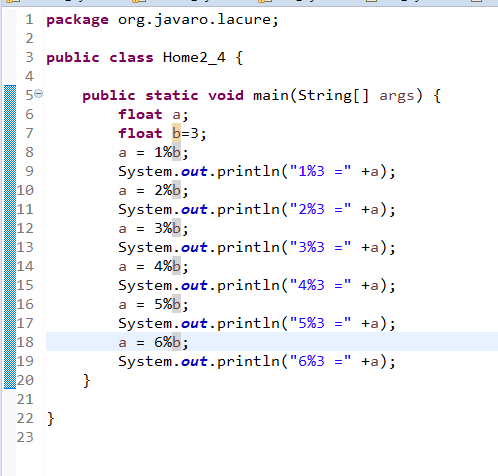 1 package org.javaro.lacure;
2
3 public class Home2_4 {
4
5 public static void main(String[] args) {
6 float a;
7 float b=3;
8 a = 1%b;
9 System.out.println("1%3 =" +a);
10 a = 2%b;
11 System.out.println("2%3 =" +a);
12 a = 3%b;
13 System.out.println("3%3 =" +a);
14 a = 4%b;
15 System.out.println("4%3 =" +a);
16 a = 5%b;
17 System.out.println("5%3 =" +a);
18 a = 6%b;
19 System.out.println("6%3 =" +a);
20 }
21
22 }
23